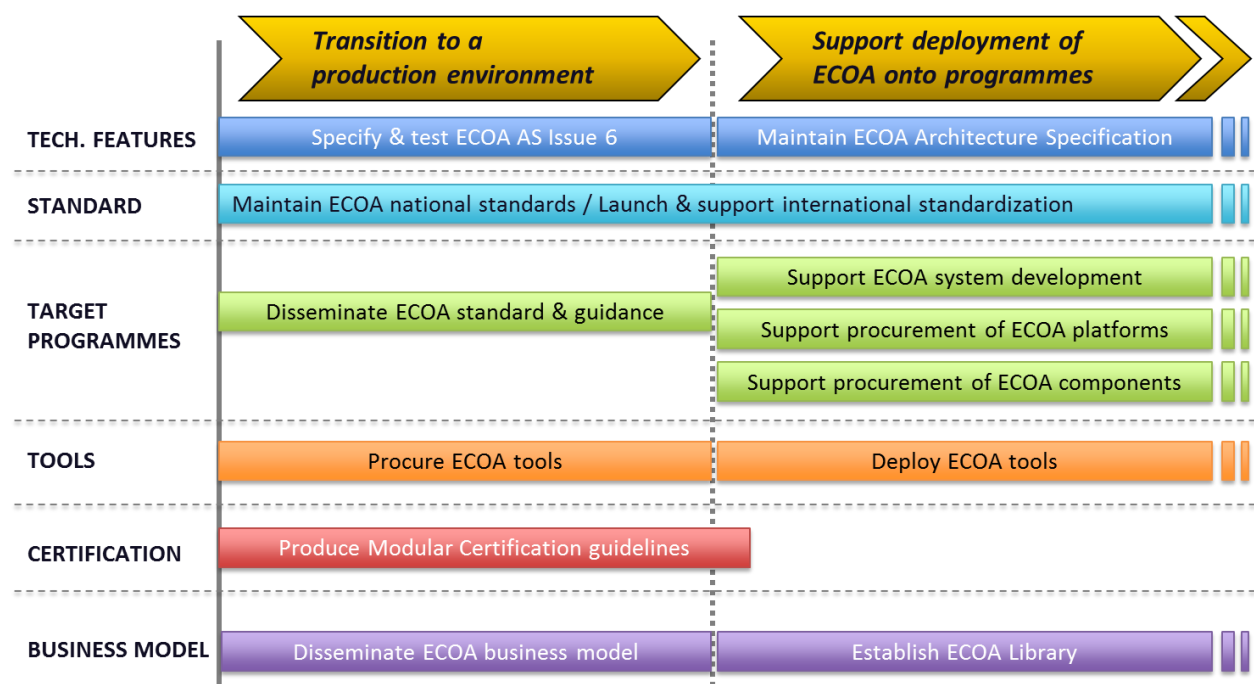 Transition to a
production environment
Support deployment of
ECOA onto programmes
TECH. FEATURES
Specify & test ECOA AS Issue 6
Maintain ECOA Architecture Specification
STANDARD
Maintain ECOA national standards / Launch & support international standardization
TARGET
PROGRAMMES
Disseminate ECOA standard & guidance
Support ECOA system development
Support procurement of ECOA platforms
Support procurement of ECOA components
TOOLS
Procure ECOA tools
Deploy ECOA tools
CERTIFICATION
Produce Modular Certification guidelines
BUSINESS MODEL
Disseminate ECOA business model
Establish ECOA Library